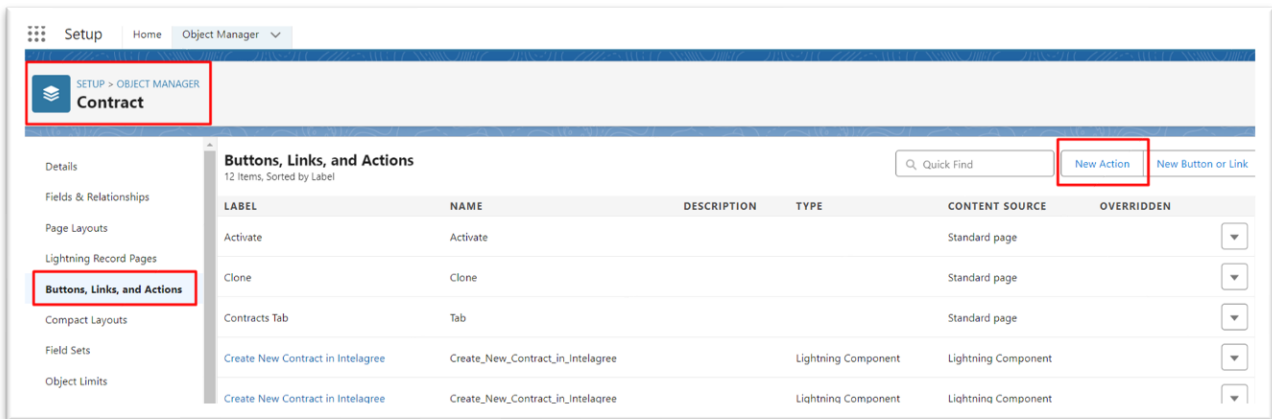 Setup Home Object Manager
SETUP > OBJECT MANAGER
Contract
Details
Fields & Relationships
Page Layouts
Lightning Record Pages
Buttons, Links, and Actions
Compact Layouts
Field Sets
Object Limits
Buttons, Links, and Actions
12 Items, Sorted by Label
Quick Find
New Action
New Button or Link
LABEL NAME DESCRIPTION TYPE CONTENT SOURCE OVERRIDDEN
Activate Activate Standard page
Clone Clone Standard page
Contracts Tab Tab Standard page
Create New Contract in Intelagree Create_New_Contract_in_Intelagree Lightning Component Lightning Component
Create New Contract in Intelagree Create_New_Contract_in_Intelagree Lightning Component Lightning Component